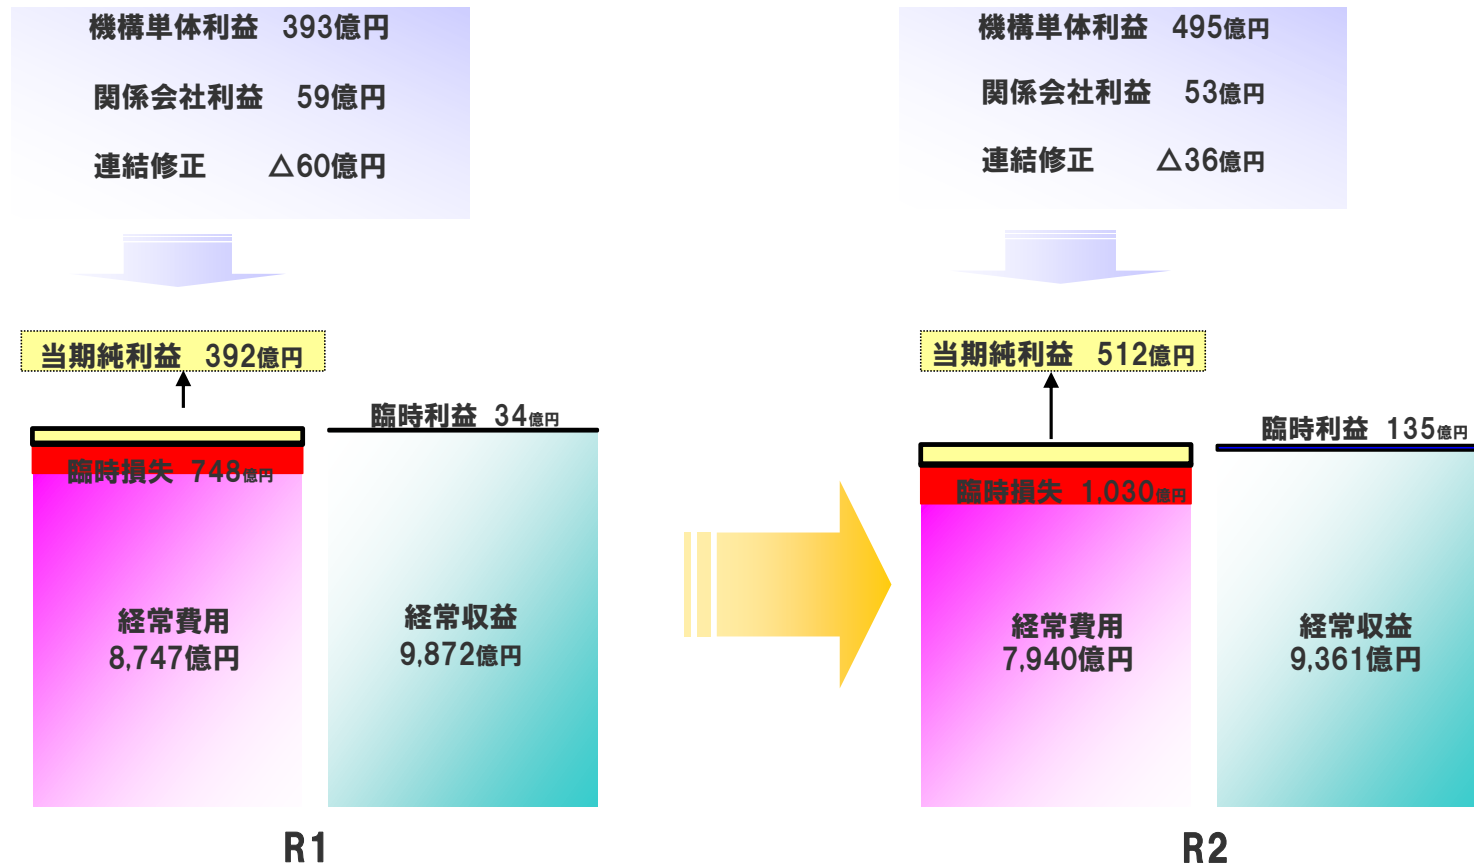 機構単体利益 393億円
関係会社利益 59億円
連結修正 △60億円
当期純利益 392億円
臨時利益 34億円
臨時損失 748億円
経常費用
8,747億円
経常収益
9,872億円
R1
機構単体利益 495億円
関係会社利益 53億円
連結修正 △36億円
当期純利益 512億円
臨時利益 135億円
臨時損失 1,030億円
経常費用
7,940億円
経常収益
9,361億円
R2